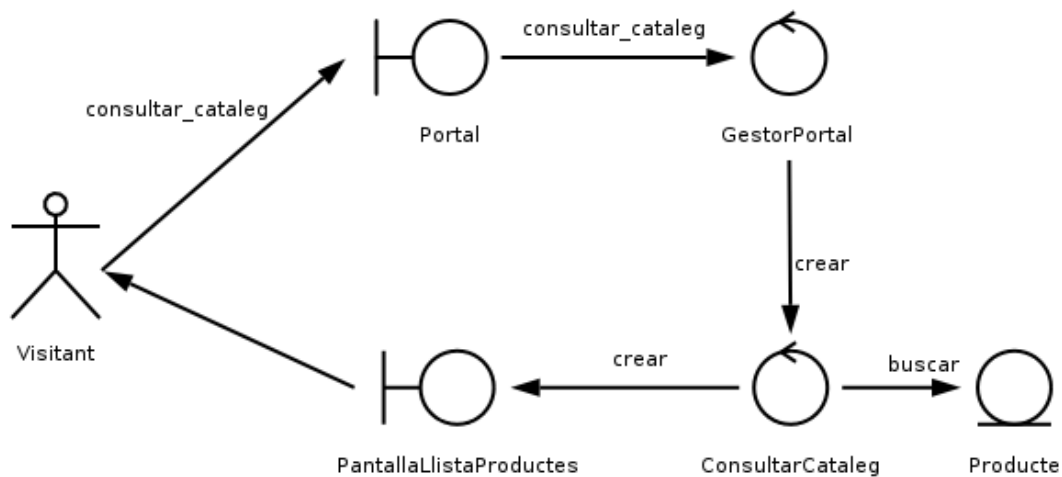 consultar_cataleg
consultar_cataleg
Portal
GestorPortal
crear
Visitant
crear
buscar
PantallaLlistaProductes
ConsultarCataleg
Producte